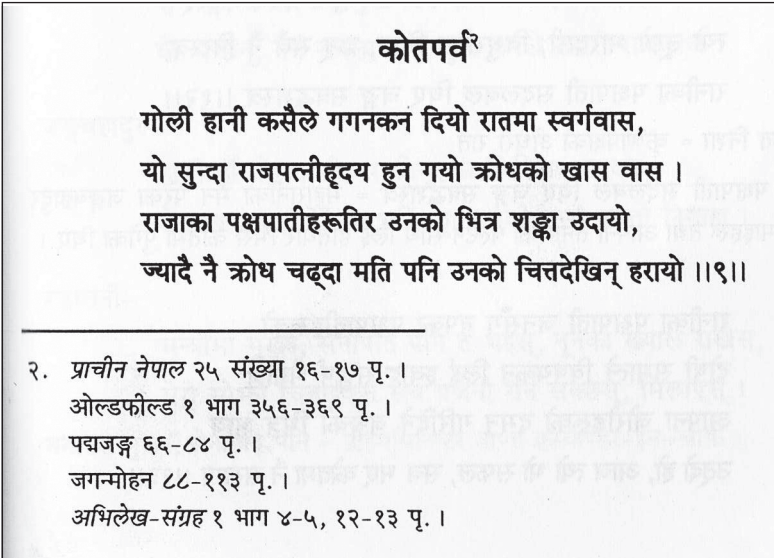 कोतपर्व२
गोली हानी कसैले गगनकन दियो रातमा स्वर्गवास,
यो सुन्दा राजपत्नीहृदय हुन गयो क्रोधको खास वास ।
राजाका पक्षपातीहरूतिर उनको भित्र शङ्का उदायो,
ज्यादै नै क्रोध चढ्दा मति पनि उनको चित्तदेखिन् हरायो ।।९।।
२. प्राचीन नेपाल २५ संख्या १६-१७ पृ. ।
ओल्डफील्ड १ भाग ३५६-३६९ पृ. ।
पद्मजङ्ग ६६-८४ पृ.
जगन्मोहन ८८-११३ पृ. ।
अभिलेख-संग्रह १ भाग ४-५, १२-१३ पृ. ।